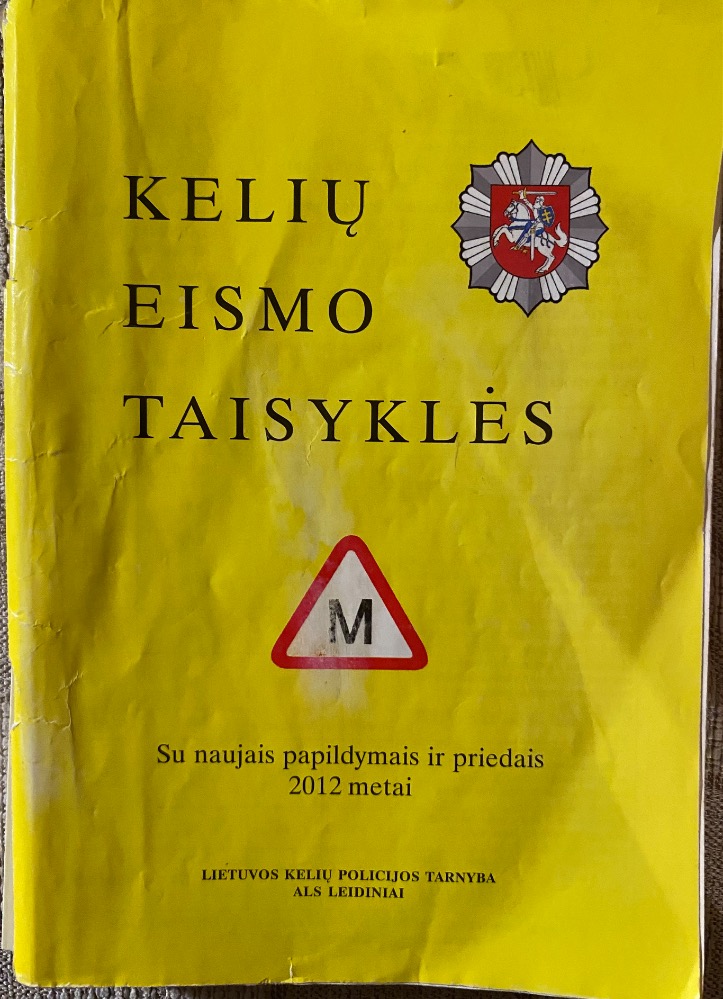 KELIŲ
EISMO
TAISYKLĖS
M
Su naujais papildymais ir priedais
2012 metai
LIETUVOS KELIŲ POLICIJOS TARNYBA
ALS LEIDINIAI